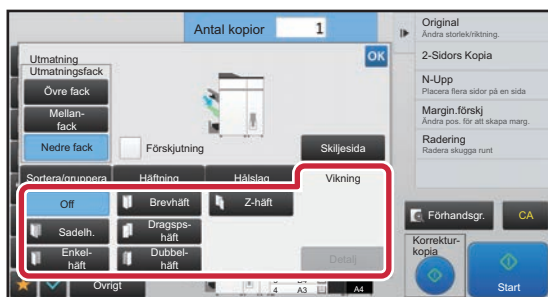 Antal kopior
1
Utmatning
OK
Utmatningsfack
Övre fack
Mellan-
fack
Nedre fack
Förskjutning
Skiljesida
Sortera/gruppera
Häftning
Hålslag
Vikning
Off
Brevhäft
Z-häft
Sadelh.
Dragsps-
häft
Enkel-
häft
Dubbel-
häft
Detalj
Övrigt
4
A3
A4
Original
Ändra storlek/riktning.
2-Sidors Kopia
N-Upp
Placera flera sidor på en sida
Margin.förskj
Ändra pos. för att skapa marg.
Radering
Radera skugga runt
Förhandsgr.
CA
Korrektur-
kopia
Start